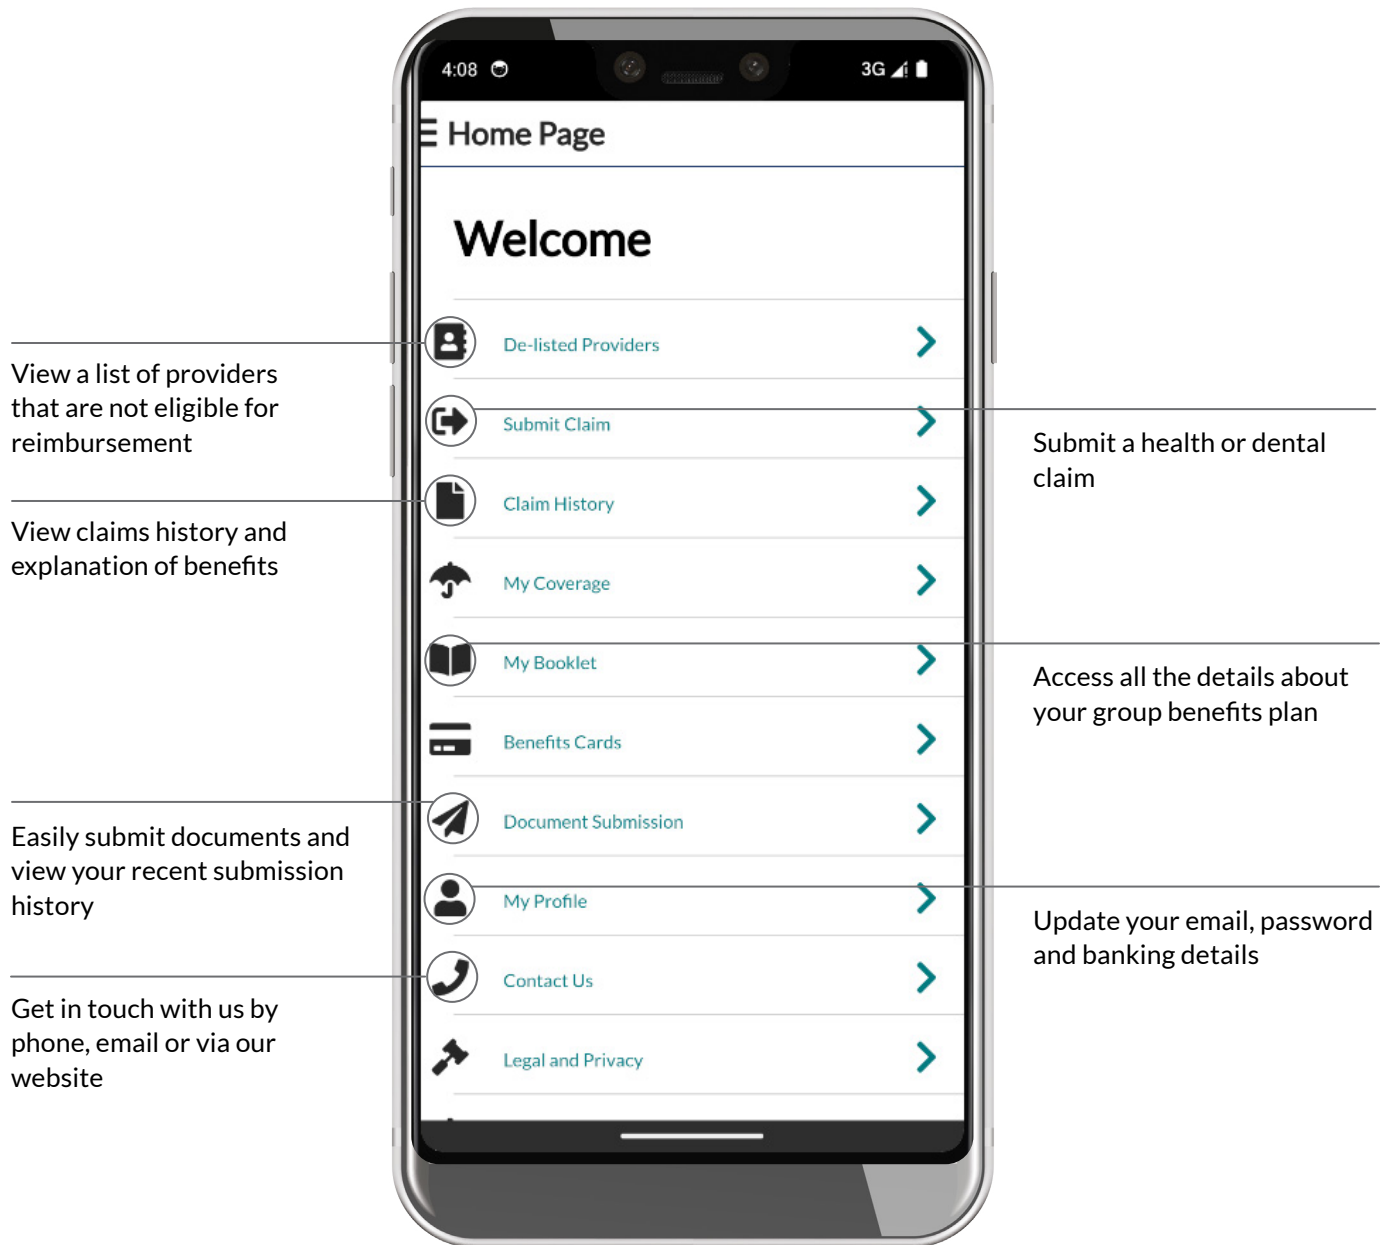 4:08
3G
Home Page
Welcome
De-listed Providers
View a list of providers
that are not eligible for
reimbursement
Submit Claim
Submit a health or dental
claim
Claim History
View claims history and
explanation of benefits
My Coverage
My Booklet
Access all the details about
your group benefits plan
Benefits Cards
Document Submission
Easily submit documents and
view your recent submission
history
My Profile
Update your email, password
and banking details
Contact Us
Get in touch with us by
phone, email or via our
website
Legal and Privacy